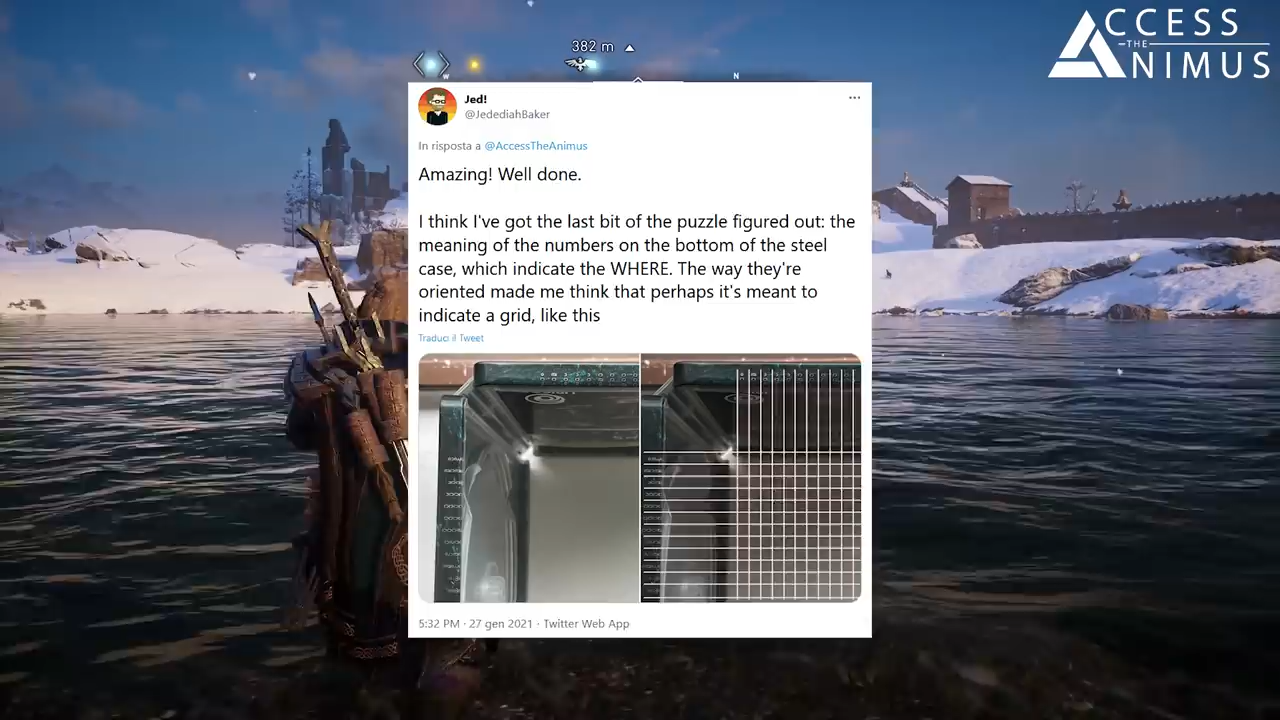 ACCESS
THE
ANIMUS
382 m
W
N
Jed!
@JedediahBaker
In risposta a @AccessTheAnimus
Amazing! Well done.
I think I've got the last bit of the puzzle figured out: the
meaning of the numbers on the bottom of the steel
case, which indicate the WHERE. The way they're
oriented made me think that perhaps it's meant to
indicate a grid, like this
Traduci il Tweet
5:32 PM · 27 gen 2021 · Twitter Web App